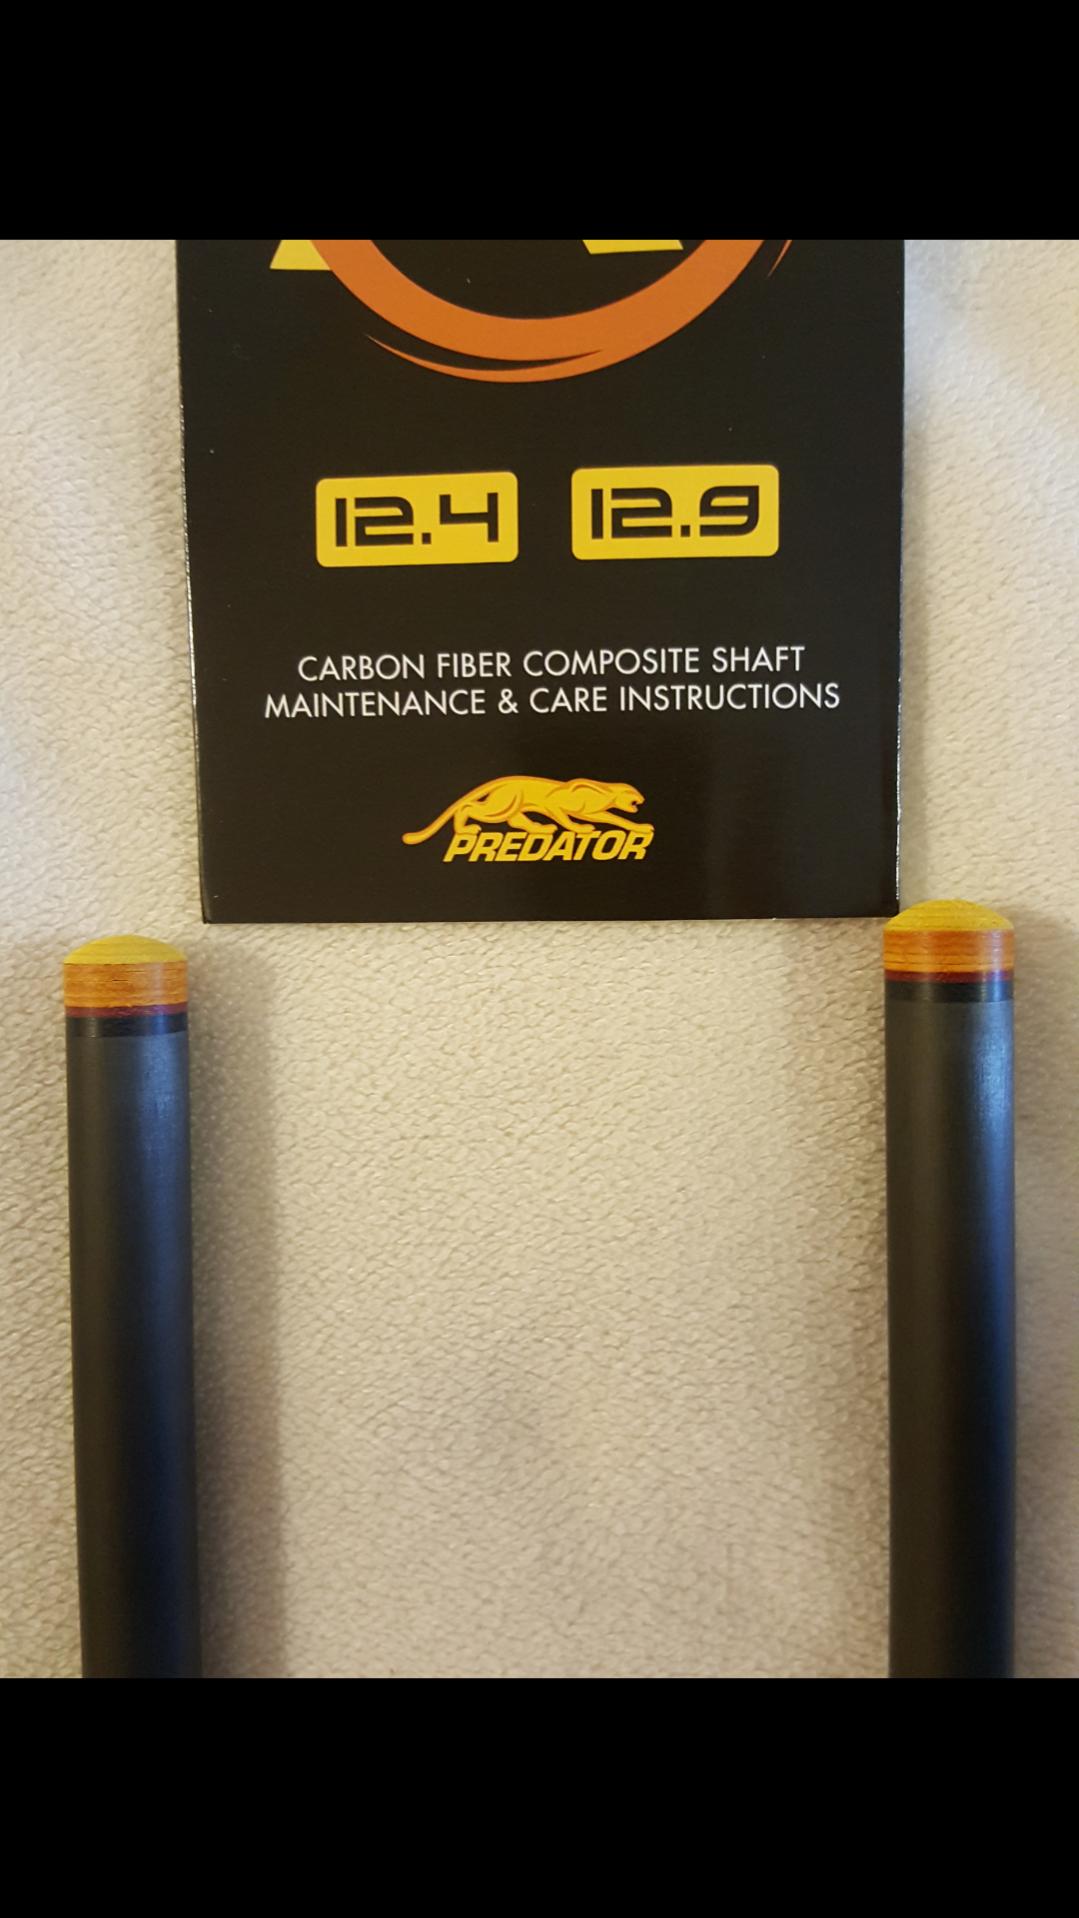 12.4 12.9
CARBON FIBER COMPOSITE SHAFT
MAINTENANCE & CARE INSTRUCTIONS
PREDATOR